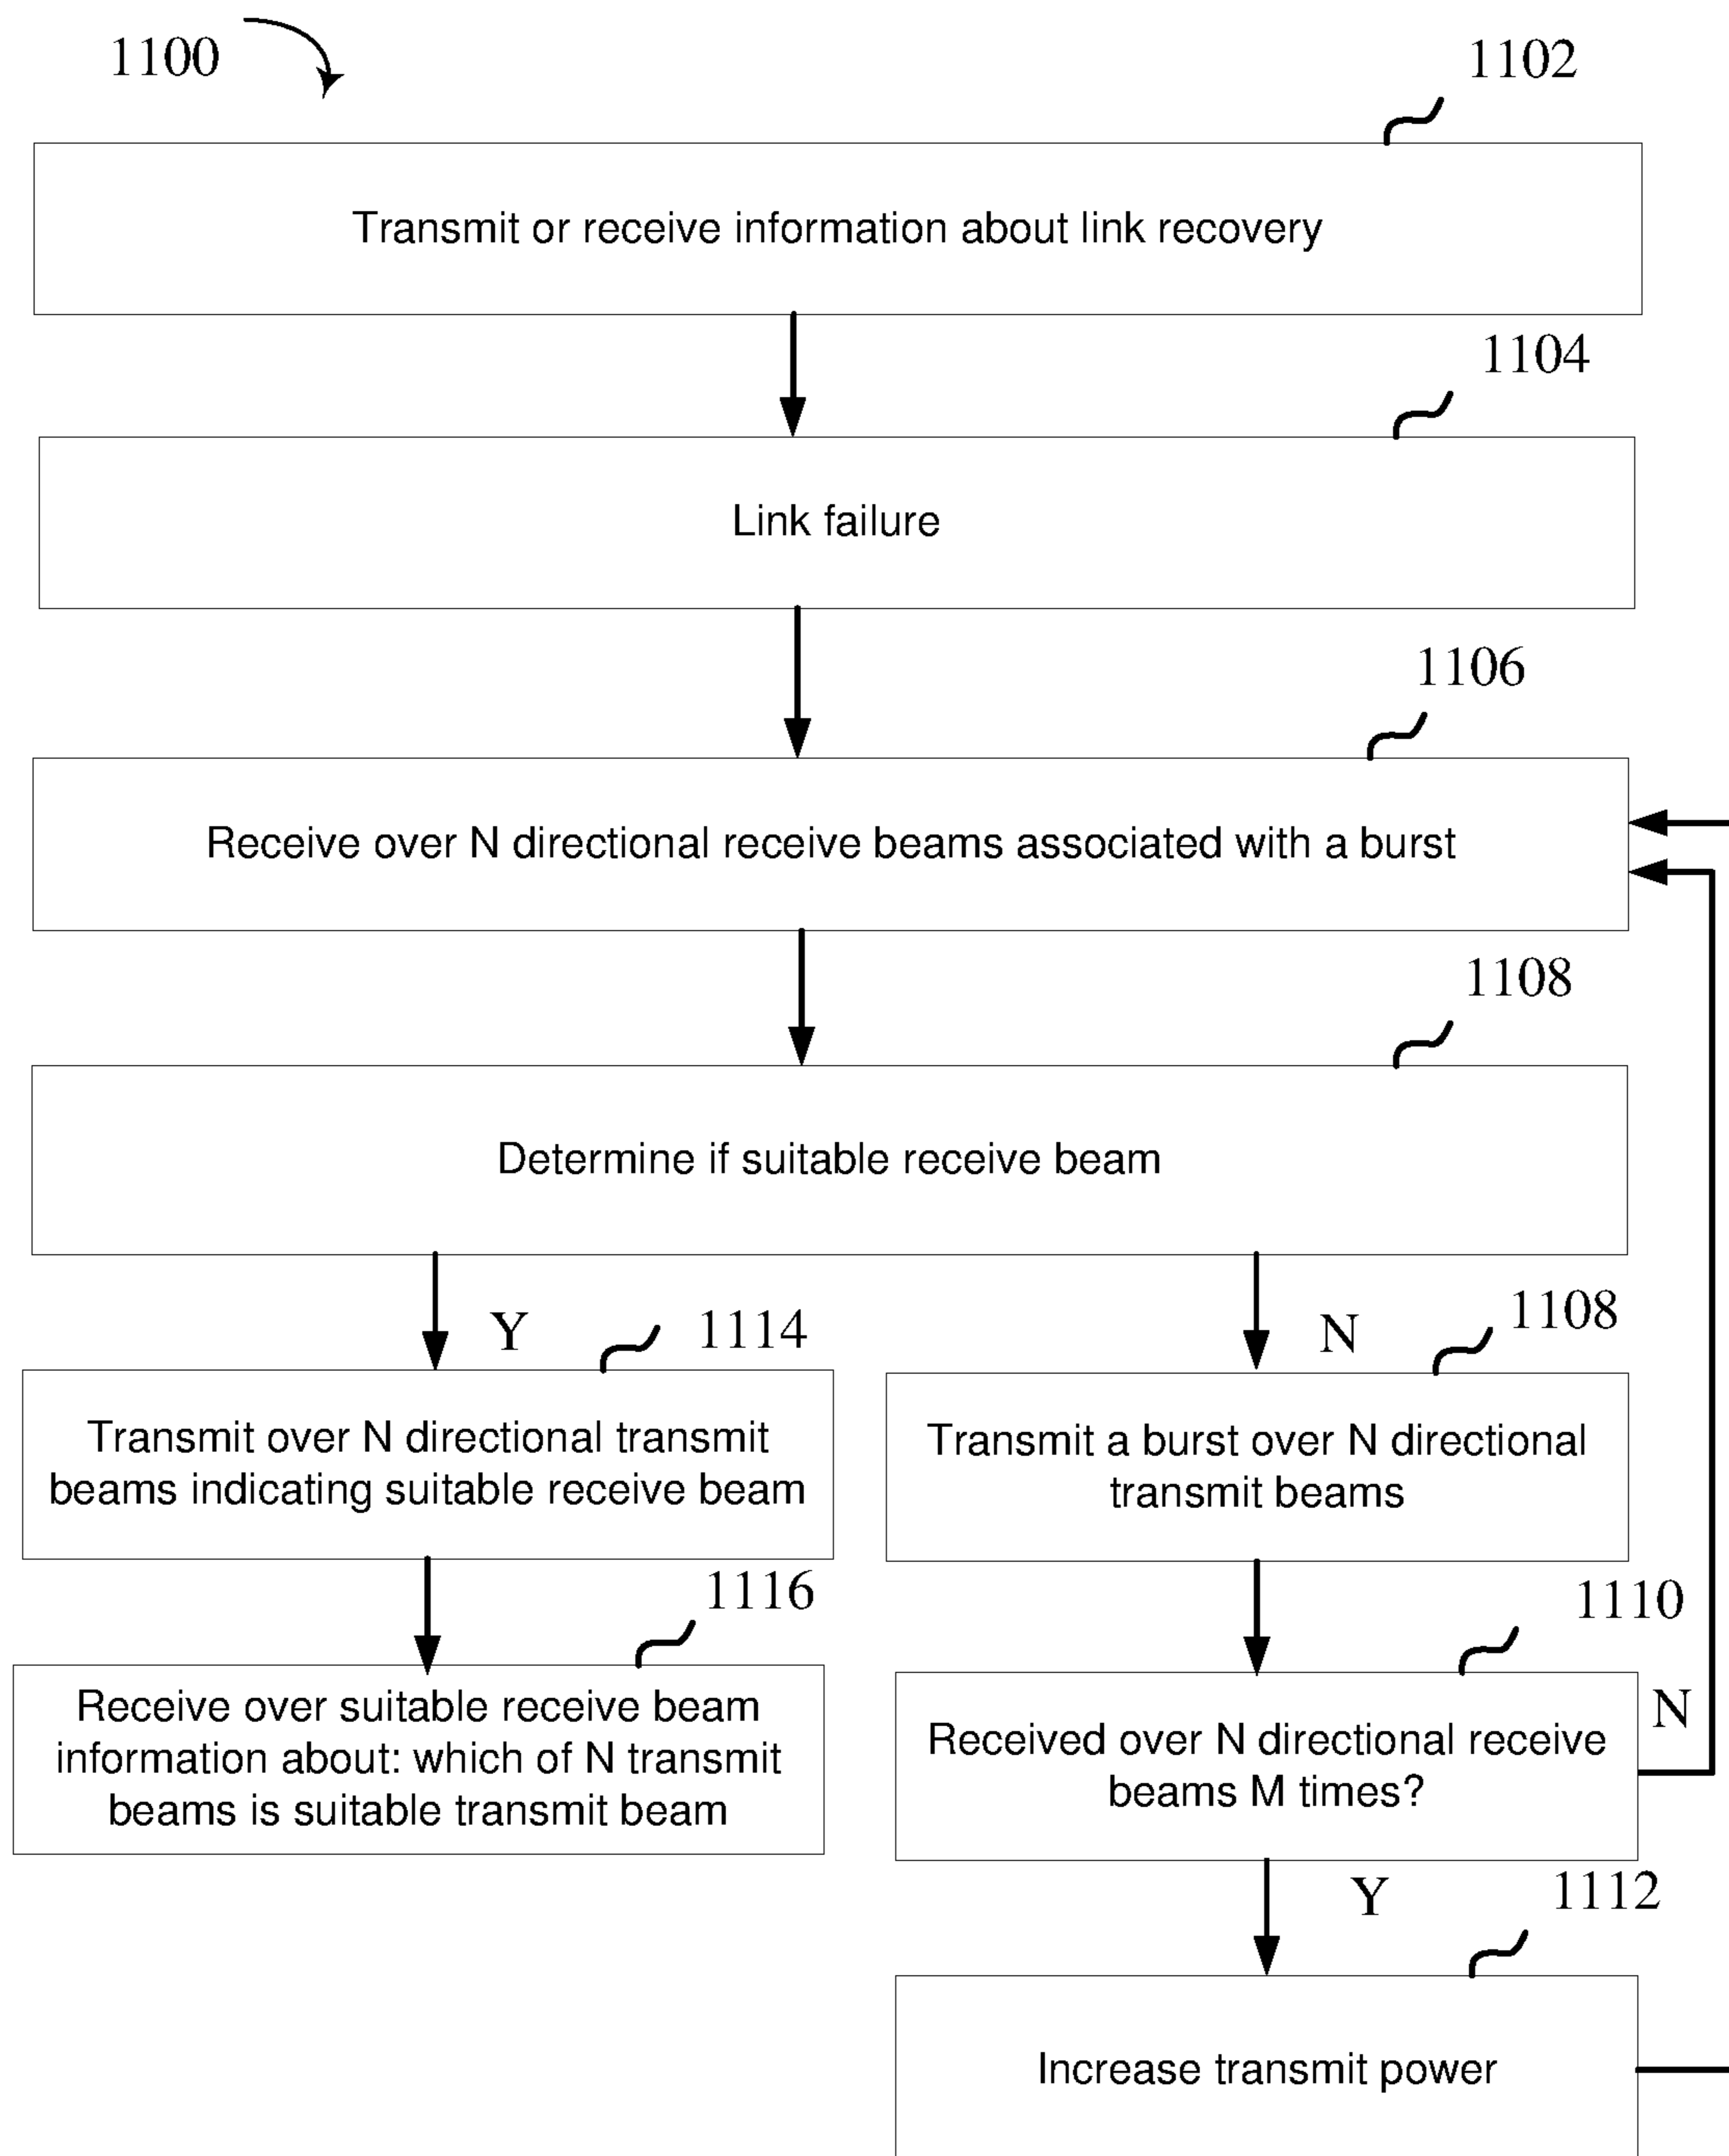 1100
1102
Transmit or receive information about link recovery
1104
Link failure
1106
Receive over N directional receive beams associated with a burst
1108
Determine if suitable receive beam
Y
1114
N
1108
Transmit over N directional transmit
beams indicating suitable receive beam
Transmit a burst over N directional
transmit beams
1116
1110
Receive over suitable receive beam
information about: which of N transmit
beams is suitable transmit beam
Received over N directional receive
beams M times?
N
Y
1112
Increase transmit power